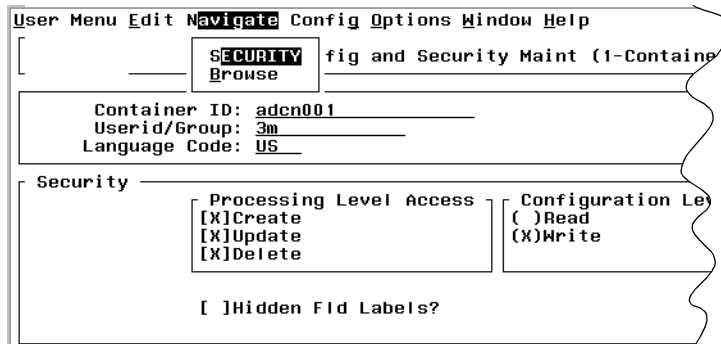 User Menu Edit Navigate Config Options Window Help
SECURITY
fig and Security Maint (1-Containe
Browse
Container ID: adcn001
Userid/Group: 3m
Language Code: US
Security
Processing Level Access
Configuration Lev
[X]Create
( )Read
[X]Update
(X)Write
[X]Delete
[ ]Hidden Fld Labels?